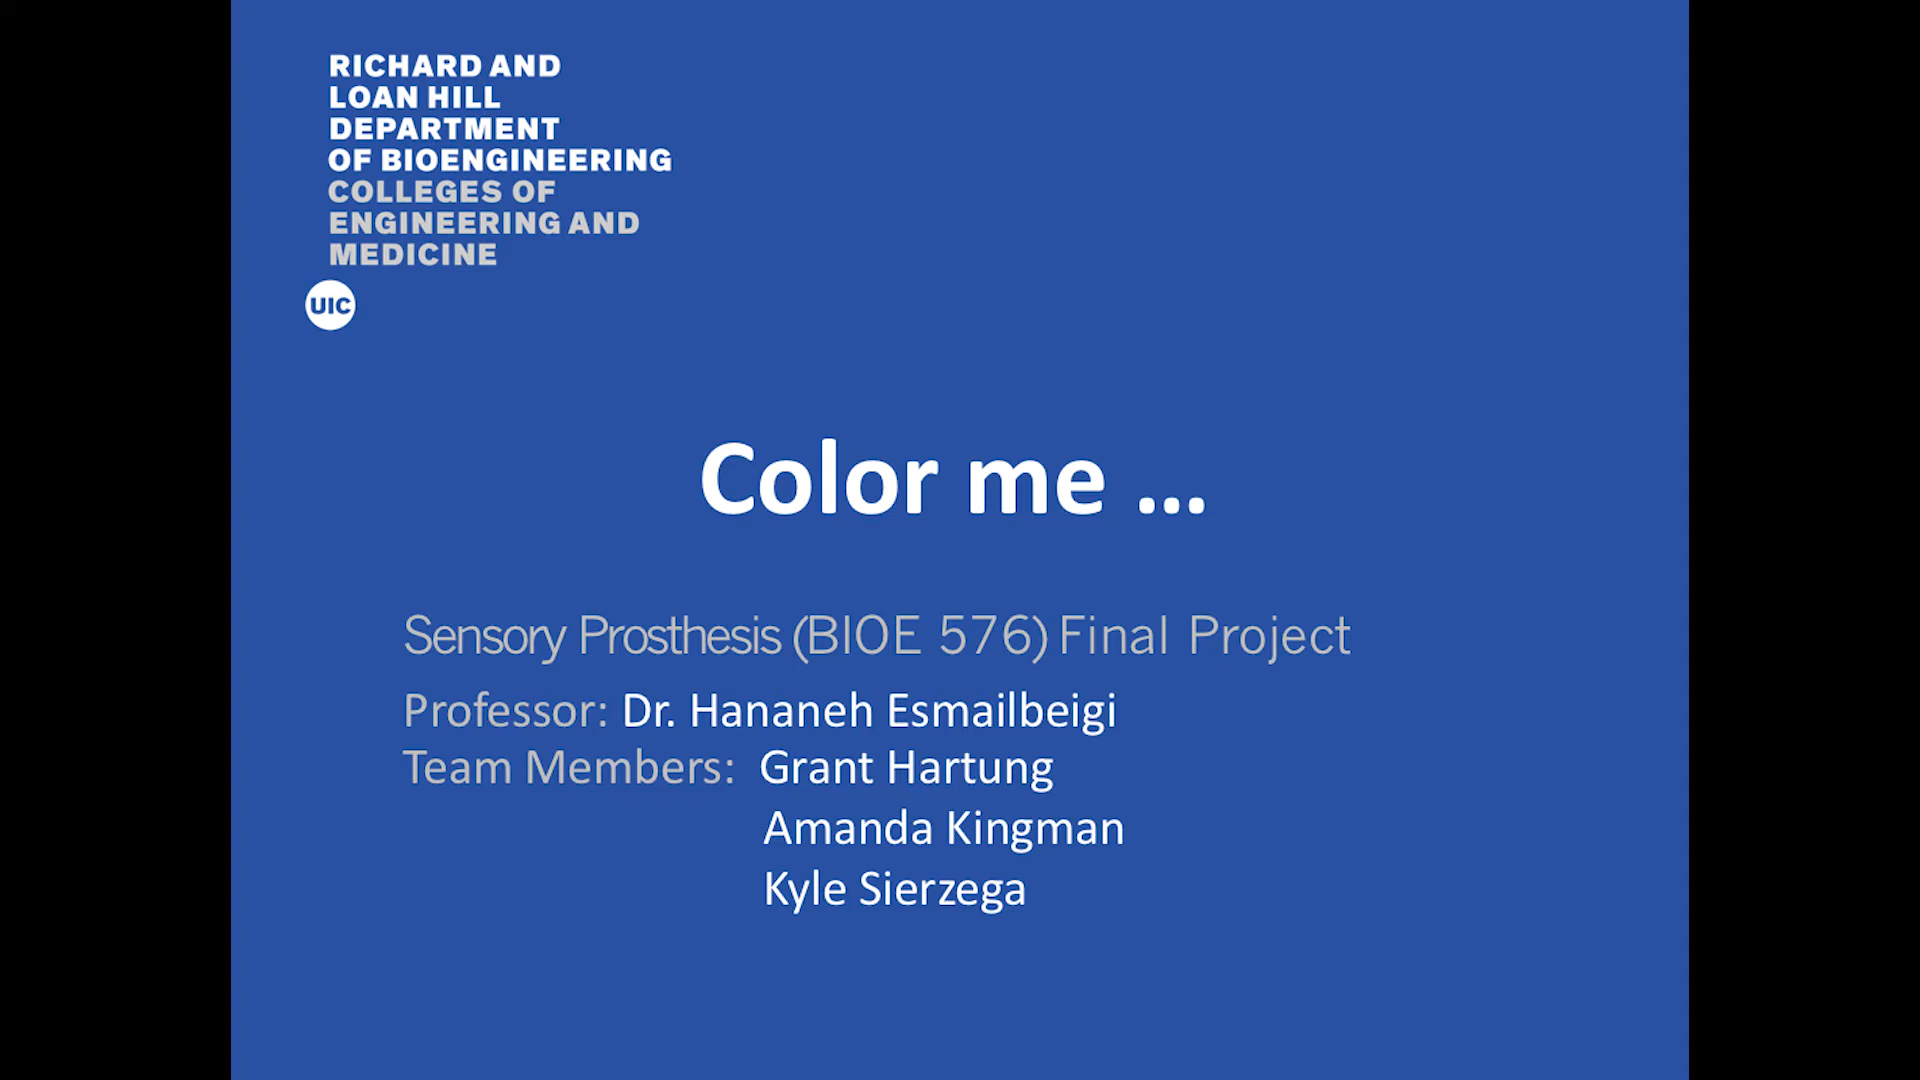 RICHARD AND
LOAN HILL
DEPARTMENT
OF BIOENGINEERING
COLLEGES OF
ENGINEERING AND
MEDICINE
UIC
Color me ...
Sensory Prosthesis (BIOE 576) Final Project
Professor: Dr. Hananeh Esmailbeigi
Team Members: Grant Hartung
Amanda Kingman
Kyle Sierzega